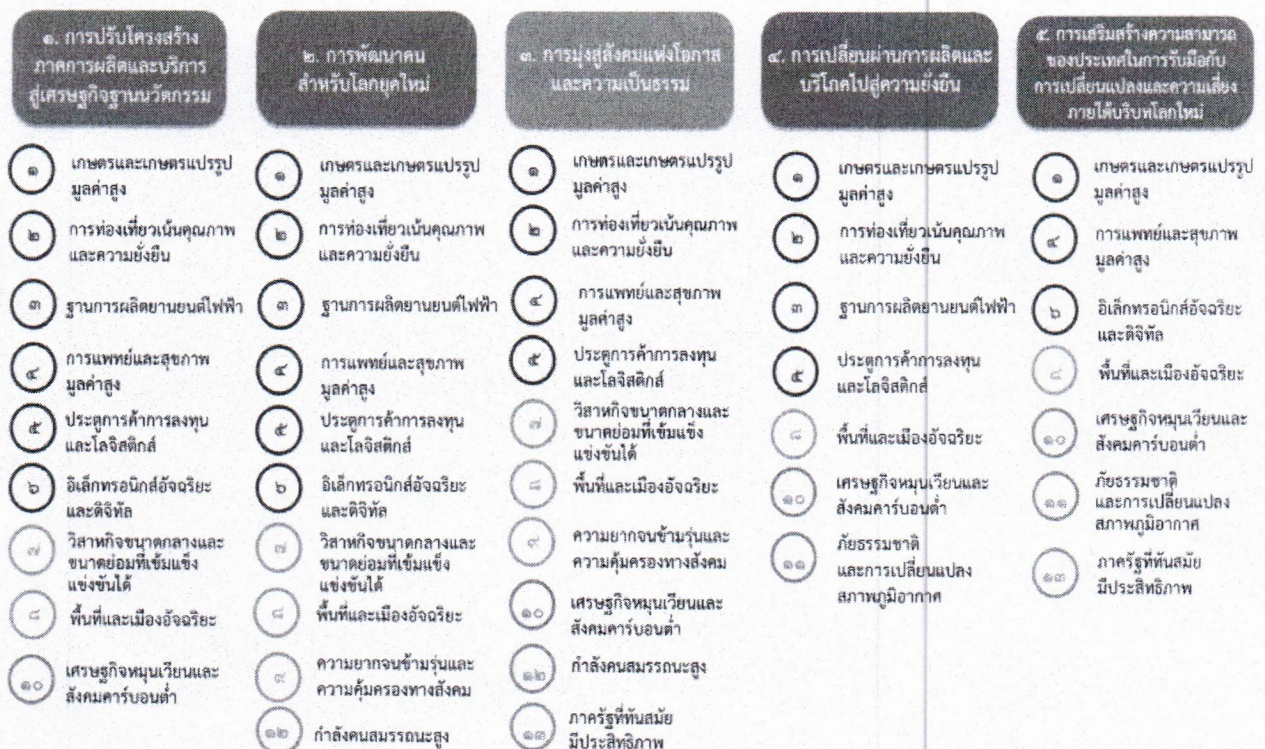 ๑. การปรับโครงสร้าง
ภาคการผลิตและบริการ
สู่เศรษฐกิจฐานนวัตกรรม
๑
เกษตรและเกษตรแปรรูป
มูลค่าสูง
๒
การท่องเที่ยวเน้นคุณภาพ
และความยั่งยืน
๓
ฐานการผลิตยานยนต์ไฟฟ้า
๔
การแพทย์และสุขภาพ
มูลค่าสูง
๕
ประตูการค้าการลงทุน
และโลจิสติกส์
๖
อิเล็กทรอนิกส์อัจฉริยะ
และดิจิทัล
๗
วิสาหกิจขนาดกลางและ
ขนาดย่อมที่เข้มแข็ง
แข่งขันได้
๘
พื้นที่และเมืองอัจฉริยะ
๑๐
เศรษฐกิจหมุนเวียนและ
สังคมคาร์บอนต่ำ
๒. การพัฒนาคน
สำหรับโลกยุคใหม่
๑
เกษตรและเกษตรแปรรูป
มูลค่าสูง
๒
การท่องเที่ยวเน้นคุณภาพ
และความยั่งยืน
๓
ฐานการผลิตยานยนต์ไฟฟ้า
๔
การแพทย์และสุขภาพ
มูลค่าสูง
๕
ประตูการค้าการลงทุน
และโลจิสติกส์
๖
อิเล็กทรอนิกส์อัจฉริยะ
และดิจิทัล
๗
วิสาหกิจขนาดกลางและ
ขนาดย่อมที่เข้มแข็ง
แข่งขันได้
๘
พื้นที่และเมืองอัจฉริยะ
๙
ความยากจนข้ามรุ่นและ
ความคุ้มครองทางสังคม
๑๒
กำลังคนสมรรถนะสูง
๓. การมุ่งสู่สังคมแห่งโอกาส
และความเป็นธรรม
๑
เกษตรและเกษตรแปรรูป
มูลค่าสูง
๒
การท่องเที่ยวเน้นคุณภาพ
และความยั่งยืน
๔
การแพทย์และสุขภาพ
มูลค่าสูง
๕
ประตูการค้าการลงทุน
และโลจิสติกส์
๗
วิสาหกิจขนาดกลางและ
ขนาดย่อมที่เข้มแข็ง
แข่งขันได้
๘
พื้นที่และเมืองอัจฉริยะ
๙
ความยากจนข้ามรุ่นและ
ความคุ้มครองทางสังคม
๑๐
เศรษฐกิจหมุนเวียนและ
สังคมคาร์บอนต่ำ
๑๒
กำลังคนสมรรถนะสูง
๑๓
ภาครัฐที่ทันสมัย
มีประสิทธิภาพ
๔. การเปลี่ยนผ่านการผลิตและ
บริโภคไปสู่ความยั่งยืน
๑
เกษตรและเกษตรแปรรูป
มูลค่าสูง
๒
การท่องเที่ยวเน้นคุณภาพ
และความยั่งยืน
๓
ฐานการผลิตยานยนต์ไฟฟ้า
๕
ประตูการค้าการลงทุน
และโลจิสติกส์
๘
พื้นที่และเมืองอัจฉริยะ
๑๐
เศรษฐกิจหมุนเวียนและ
สังคมคาร์บอนต่ำ
๑๑
ภัยธรรมชาติ
และการเปลี่ยนแปลง
สภาพภูมิอากาศ
๕. การเสริมสร้างความสามารถ
ของประเทศในการรับมือกับ
การเปลี่ยนแปลงและความเสี่ยง
ภายใต้บริบทโลกใหม่
๑
เกษตรและเกษตรแปรรูป
มูลค่าสูง
๔
การแพทย์และสุขภาพ
มูลค่าสูง
๖
อิเล็กทรอนิกส์อัจฉริยะ
และดิจิทัล
๘
พื้นที่และเมืองอัจฉริยะ
๑๐
เศรษฐกิจหมุนเวียนและ
สังคมคาร์บอนต่ำ
๑๑
ภัยธรรมชาติ
และการเปลี่ยนแปลง
สภาพภูมิอากาศ
๑๓
ภาครัฐที่ทันสมัย
มีประสิทธิภาพ